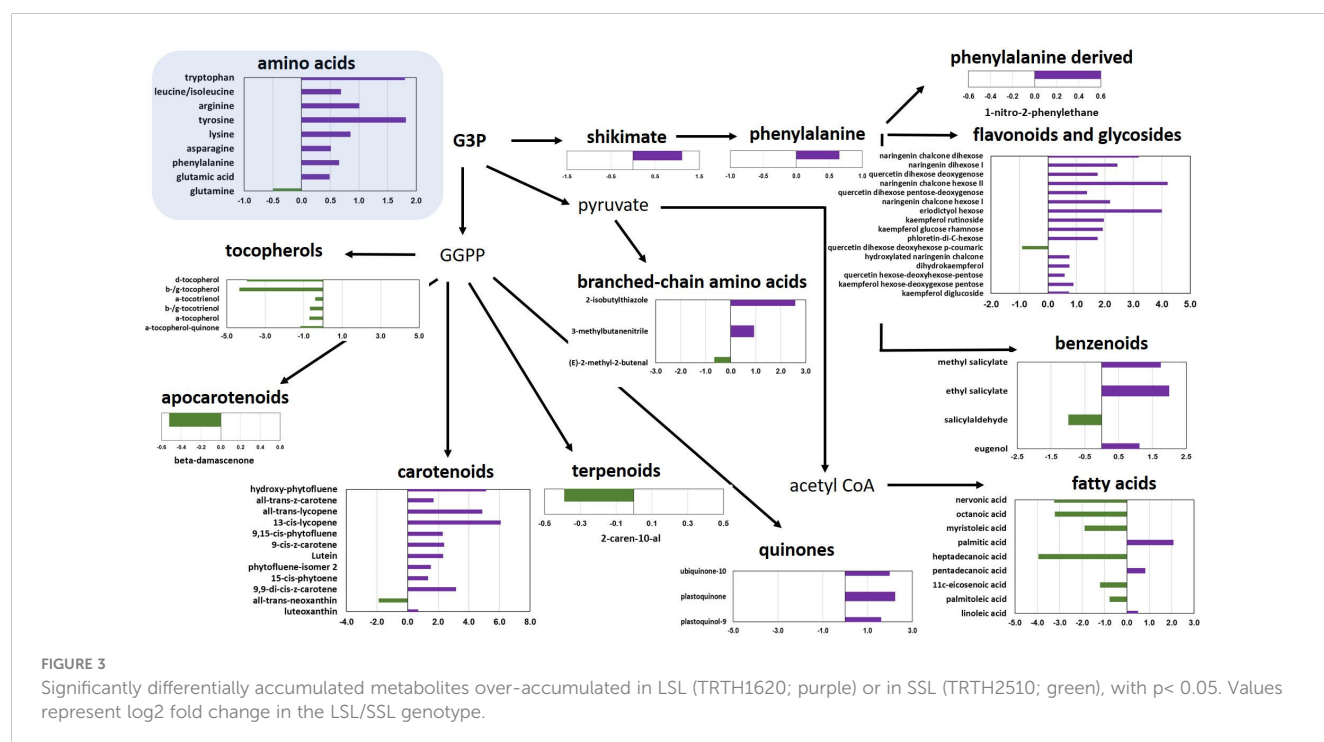 amino acids
tryptophan
leucine/isoleucine
arginine
tyrosine
lysine
asparagine
phenylalanine
glutamic acid
glutamine
-1.0 -0.5 0.0 0.5 1.0 1.5 2.0
G3P
shikimate
-1.5 -0.5 0.5 1.5
phenylalanine
-1.0 0.0 1.0
phenylalanine derived
-0.6 -0.4 -0.2 0.0 0.2 0.4 0.6
1-nitro-2-phenylethane
flavonoids and glycosides
naringenin chalcone dihexose
naringenin dihexose I
quercetin dihexose deoxygenose
naringenin chalcone hexose II
quercetin dihexose pentose-deoxygenose
naringenin chalcone hexose I
eriodictyol hexose
kaempferol rutinoside
kaempferol glucose rhamnose
phloretin-di-C-hexose
quercetin dihexose deoxyhexose p-coumaric
hydroxylated naringenin chalcone
dihydrokaempferol
quercetin hexose-deoxyhexose-pentose
kaempferol hexose-deoxygexose pentose
kaempferol diglucoside
-2.0 -1.0 0.0 1.0 2.0 3.0 4.0 5.0
pyruvate
GGPP
tocopherols
d-tocopherol
b-/g-tocopherol
a-tocotrienol
b-/g-tocotrienol
a-tocopherol
a-tocopherol-quinone
-5.0 -3.0 -1.0 1.0 3.0 5.0
branched-chain amino acids
2-isobutylthiazole
3-methylbutanenitrile
(E)-2-methyl-2-butenal
-3.0 -2.0 -1.0 0.0 1.0 2.0 3.0
benzenoids
methyl salicylate
ethyl salicylate
salicylaldehyde
eugenol
-2.5 -1.5 -0.5 0.5 1.5 2.5
apocarotenoids
-0.6 -0.4 -0.2 0.0 0.2 0.4 0.6
beta-damascenone
carotenoids
hydroxy-phytofluene
all-trans-z-carotene
all-trans-lycopene
13-cis-lycopene
9,15-cis-phytofluene
9-cis-z-carotene
Lutein
phytofluene-isomer 2
15-cis-phytoene
9,9-di-cis-z-carotene
all-trans-neoxanthin
luteoxanthin
-4.0 -2.0 0.0 2.0 4.0 6.0 8.0
terpenoids
-0.5 -0.3 -0.1 0.1 0.3 0.5
2-caren-10-al
acetyl CoA
quinones
ubiquinone-10
plastoquinone
plastoquinol-9
-5.0 -3.0 -1.0 1.0 3.0
fatty acids
nervonic acid
octanoic acid
myristoleic acid
palmitic acid
heptadecanoic acid
pentadecanoic acid
11c-eicosenoic acid
palmitoleic acid
linoleic acid
-5.0 -4.0 -3.0 -2.0 -1.0 0.0 1.0 2.0 3.0
FIGURE 3
Significantly differentially accumulated metabolites over-accumulated in LSL (TRTH1620; purple) or in SSL (TRTH2510; green), with p< 0.05. Values
represent log2 fold change in the LSL/SSL genotype.